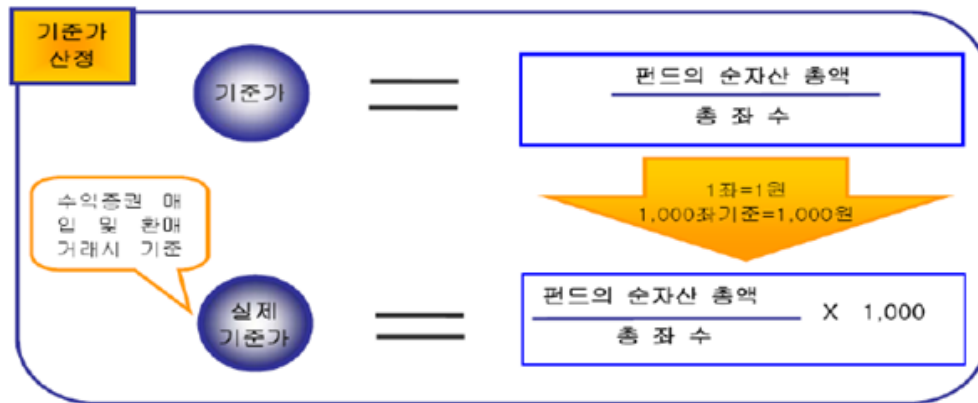 기준가
산정
기준가
펀드의 순자산 총액
총 좌 수
1좌=1원
1,000좌기준=1,000원
수익증권 매
입 및 환매
거래시 기준
실제
기준가
펀드의 순자산 총액
총 좌 수
X 1,000